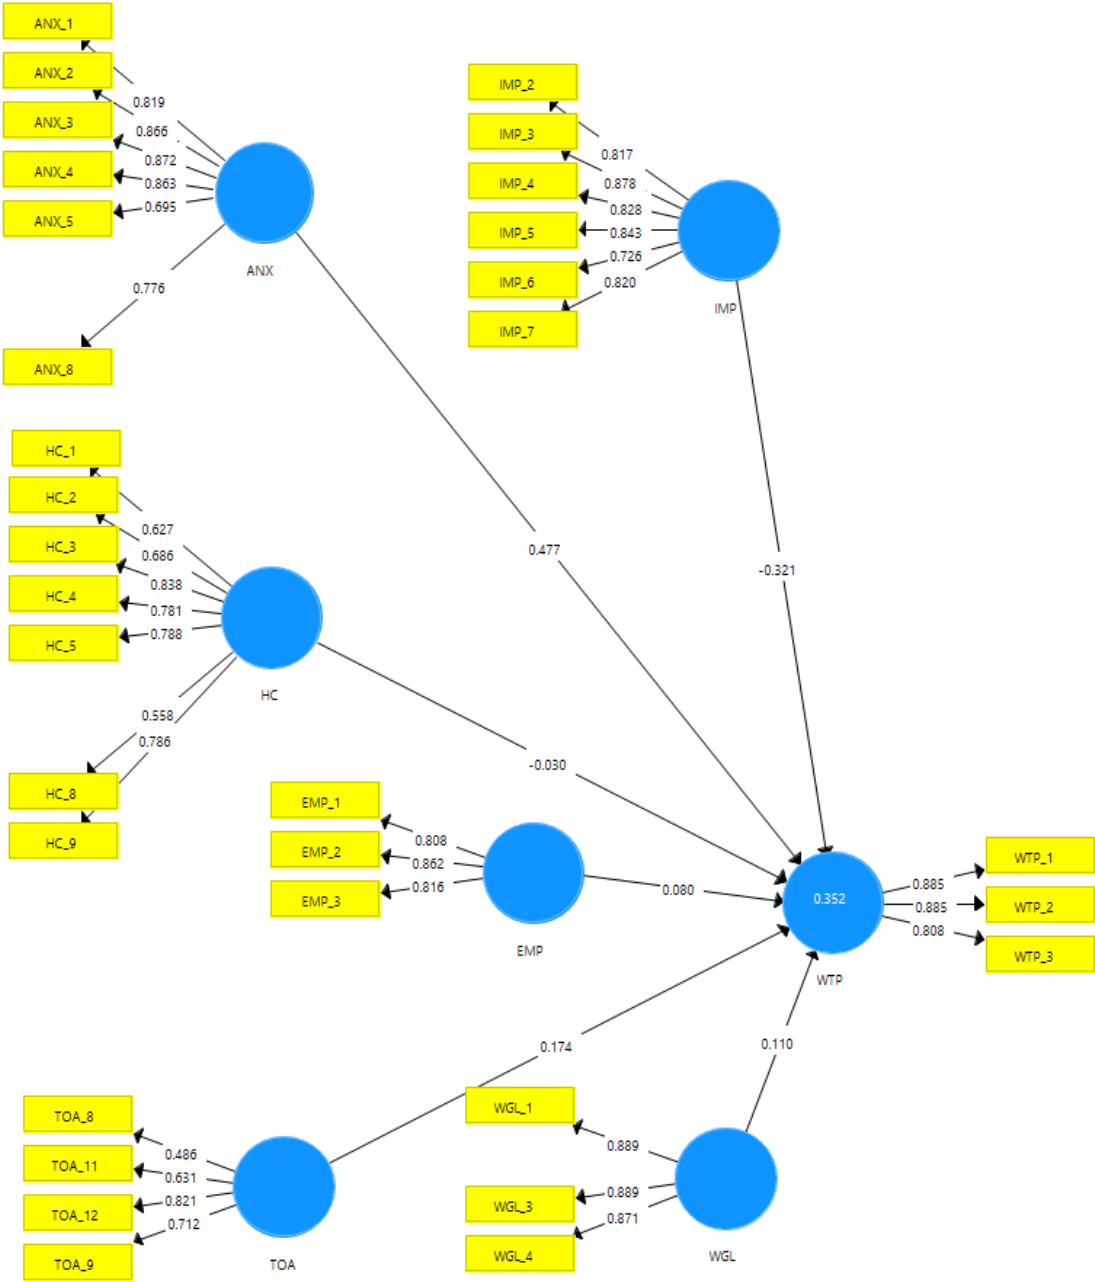 ANX_1
ANX_2
ANX_3
ANX_4
ANX_5
ANX_8
0.819
0.866
0.872
0.863
0.695
0.776
ANX
IMP_2
IMP_3
IMP_4
IMP_5
IMP_6
IMP_7
0.817
0.878
0.828
0.843
0.726
0.820
IMP
HC_1
HC_2
HC_3
HC_4
HC_5
HC_8
HC_9
0.627
0.686
0.838
0.781
0.788
0.558
0.786
HC
0.477
-0.321
-0.030
EMP_1
EMP_2
EMP_3
0.808
0.862
0.816
EMP
0.080
0.352
WTP
0.885
0.885
0.808
WTP_1
WTP_2
WTP_3
0.174
0.110
TOA_8
TOA_11
TOA_12
TOA_9
0.486
0.631
0.821
0.712
TOA
WGL_1
WGL_3
WGL_4
0.889
0.889
0.871
WGL